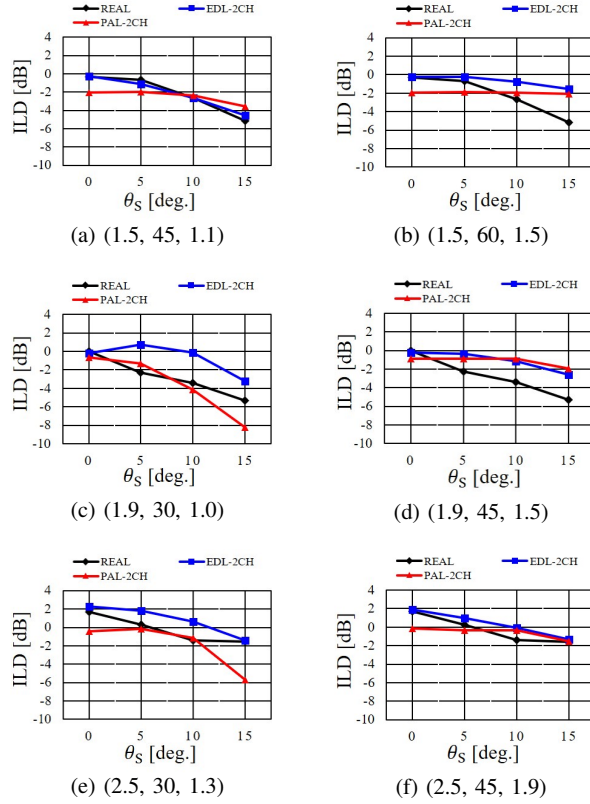 REAL EDL-2CH
PAL-2CH
4
2
0
-2
-4
-6
-8
-10
ILD [dB]
0 5 10 15
θS [deg.]
(a) (1.5, 45, 1.1)
REAL EDL-2CH
PAL-2CH
4
2
0
-2
-4
-6
-8
-10
ILD [dB]
0 5 10 15
θS [deg.]
(b) (1.5, 60, 1.5)
REAL EDL-2CH
PAL-2CH
4
2
0
-2
-4
-6
-8
-10
ILD [dB]
0 5 10 15
θS [deg.]
(c) (1.9, 30, 1.0)
REAL EDL-2CH
PAL-2CH
4
2
0
-2
-4
-6
-8
-10
ILD [dB]
0 5 10 15
θS [deg.]
(d) (1.9, 45, 1.5)
REAL EDL-2CH
PAL-2CH
4
2
0
-2
-4
-6
-8
-10
ILD [dB]
0 5 10 15
θS [deg.]
(e) (2.5, 30, 1.3)
REAL EDL-2CH
PAL-2CH
4
2
0
-2
-4
-6
-8
-10
ILD [dB]
0 5 10 15
θS [deg.]
(f) (2.5, 45, 1.9)